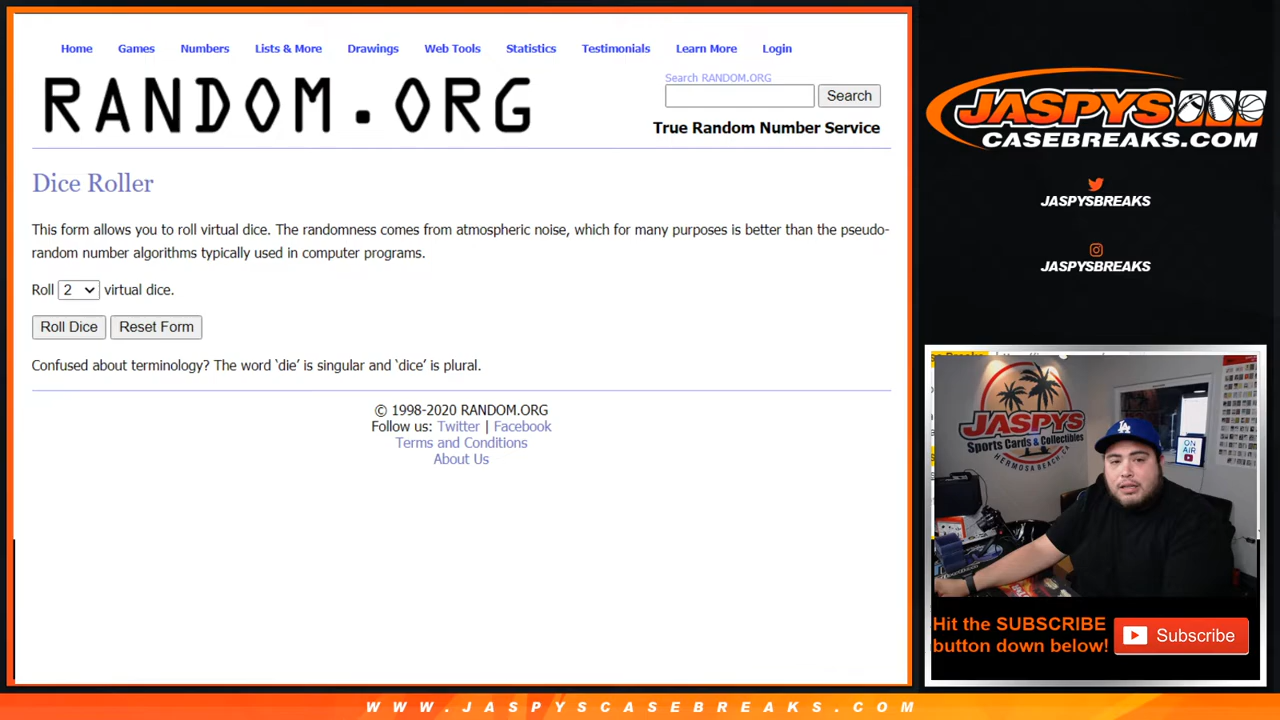 Home Games Numbers Lists & More Drawings Web Tools Statistics Testimonials Learn More Login
RANDOM.ORG
Search RANDOM.ORG
Search
True Random Number Service
Dice Roller
This form allows you to roll virtual dice. The randomness comes from atmospheric noise, which for many purposes is better than the pseudo-
random number algorithms typically used in computer programs.
Roll 2 virtual dice.
Roll Dice Reset Form
Confused about terminology? The word ‘die’ is singular and ‘dice’ is plural.
© 1998-2020 RANDOM.ORG
Follow us: Twitter | Facebook
Terms and Conditions
About Us
JASPYS
CASEBREAKS.COM
JASPYSBREAKS
JASPYSBREAKS
JASPYS
Sports Cards & Collectibles
HERMOSA BEACH, CA
ON
AIR
LA
Hit the SUBSCRIBE
button down below!
Subscribe
WWW.JASPYSCASEBREAKS.COM